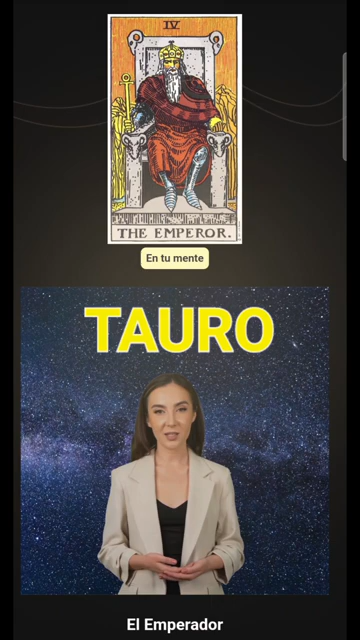 IV
THE EMPEROR.
En tu mente
TAURO
El Emperador